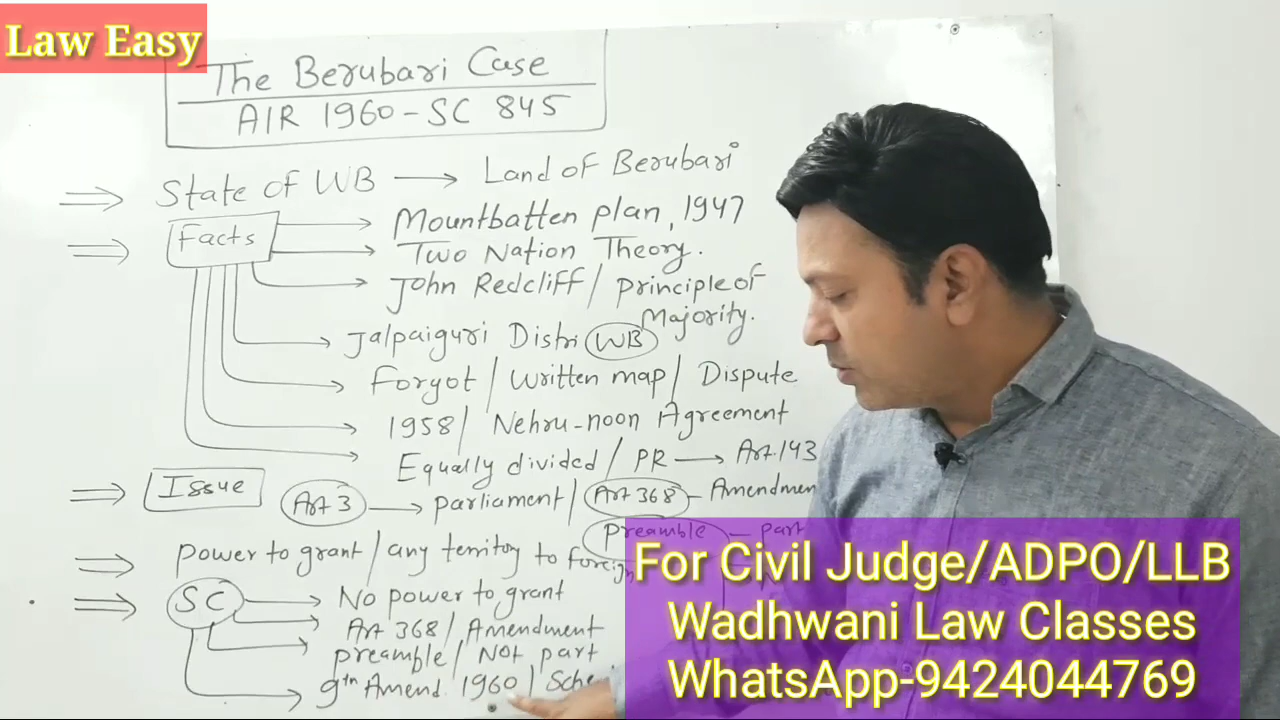 Law Easy
The Berubari Case
AIR 1960-SC 845
State of WB → Land of Berubari
Facts
Mountbatten plan, 1947
Two Nation Theory.
John Redcliff / Principle of
Majority.
Jalpaiguri Distri WB
Forgot / written map / Dispute
1958 / Nehru-noon Agreement
Equally divided / PR → Art. 143
Issue
Art 3 → parliament / Art 368 - Amendmen
Preamble - part
power to grant / any territory to foreign
SC
No power to grant
Art 368 / Amendment
preamble / Not part
9th Amend. 1960 / Sche
For Civil Judge/ADPO/LLB
Wadhwani Law Classes
WhatsApp-9424044769